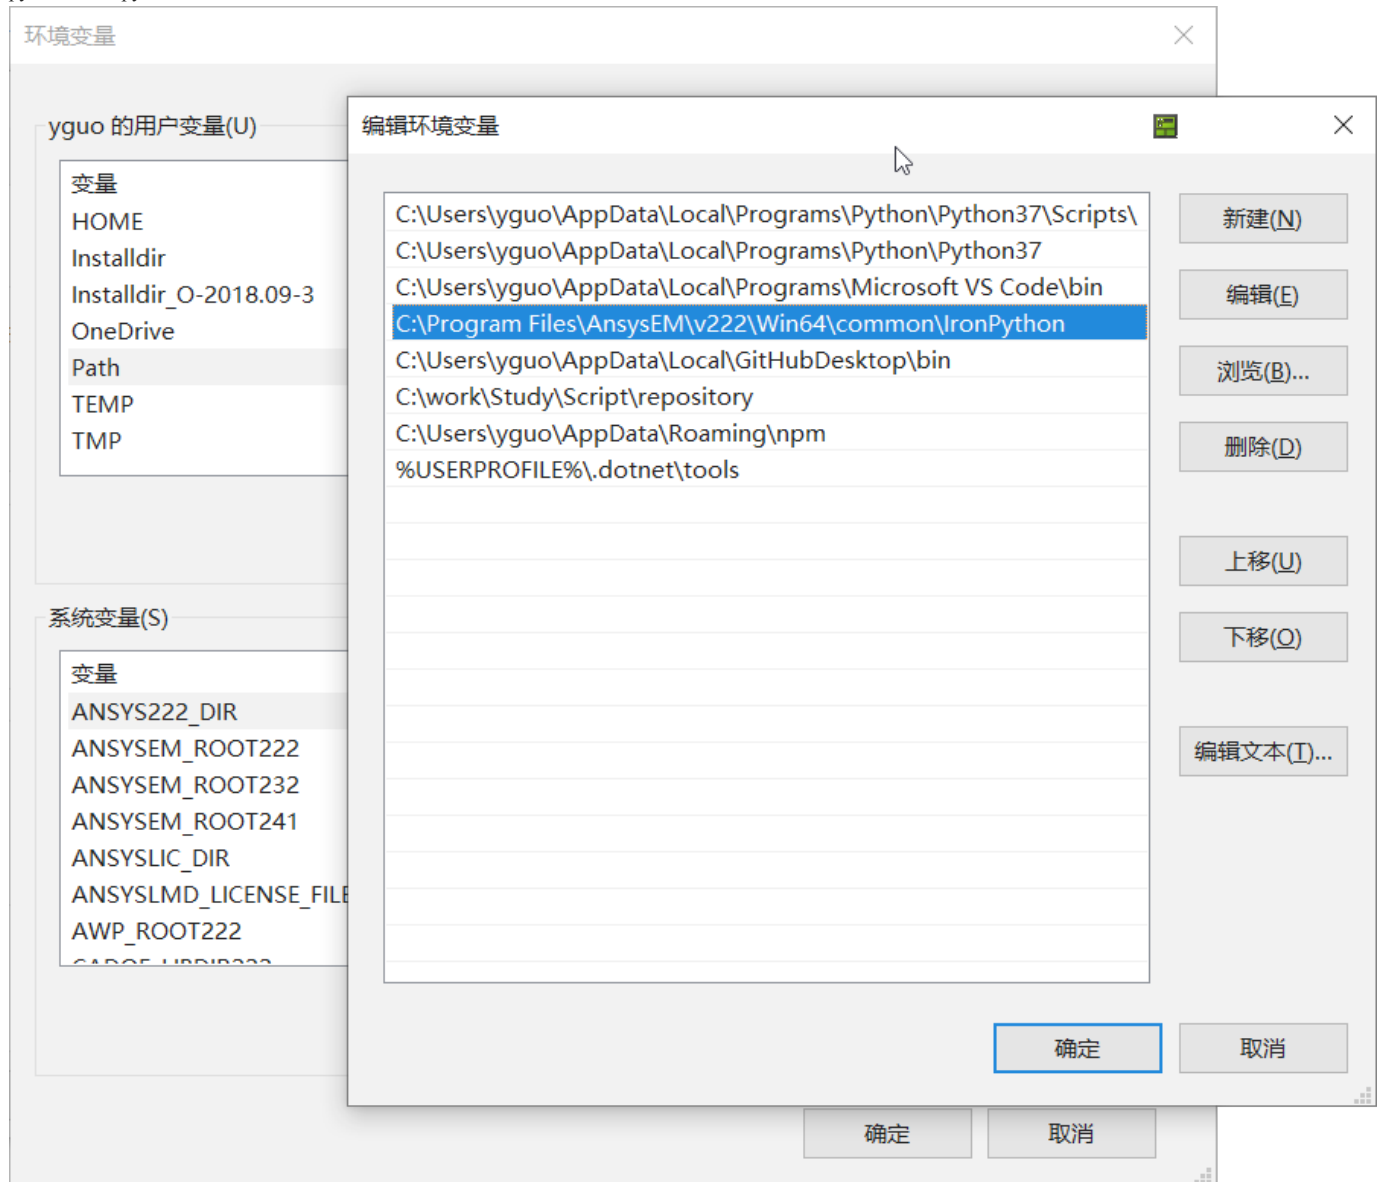 环境变量
yguo 的用户变量(U)
变量
HOME
Installdir
Installdir_O-2018.09-3
OneDrive
Path
TEMP
TMP
系统变量(S)
变量
ANSYS222_DIR
ANSYSEM_ROOT222
ANSYSEM_ROOT232
ANSYSEM_ROOT241
ANSYSLIC_DIR
ANSYSLMD_LICENSE_FILE
AWP_ROOT222
确定
取消
编辑环境变量
C:\Users\yguo\AppData\Local\Programs\Python\Python37\Scripts\
C:\Users\yguo\AppData\Local\Programs\Python\Python37
C:\Users\yguo\AppData\Local\Programs\Microsoft VS Code\bin
C:\Program Files\AnsysEM\v222\Win64\common\IronPython
C:\Users\yguo\AppData\Local\GitHubDesktop\bin
C:\work\Study\Script\repository
C:\Users\yguo\AppData\Roaming\npm
%USERPROFILE%\.dotnet\tools
新建(N)
编辑(E)
浏览(B)...
删除(D)
上移(U)
下移(O)
编辑文本(T)...
确定
取消